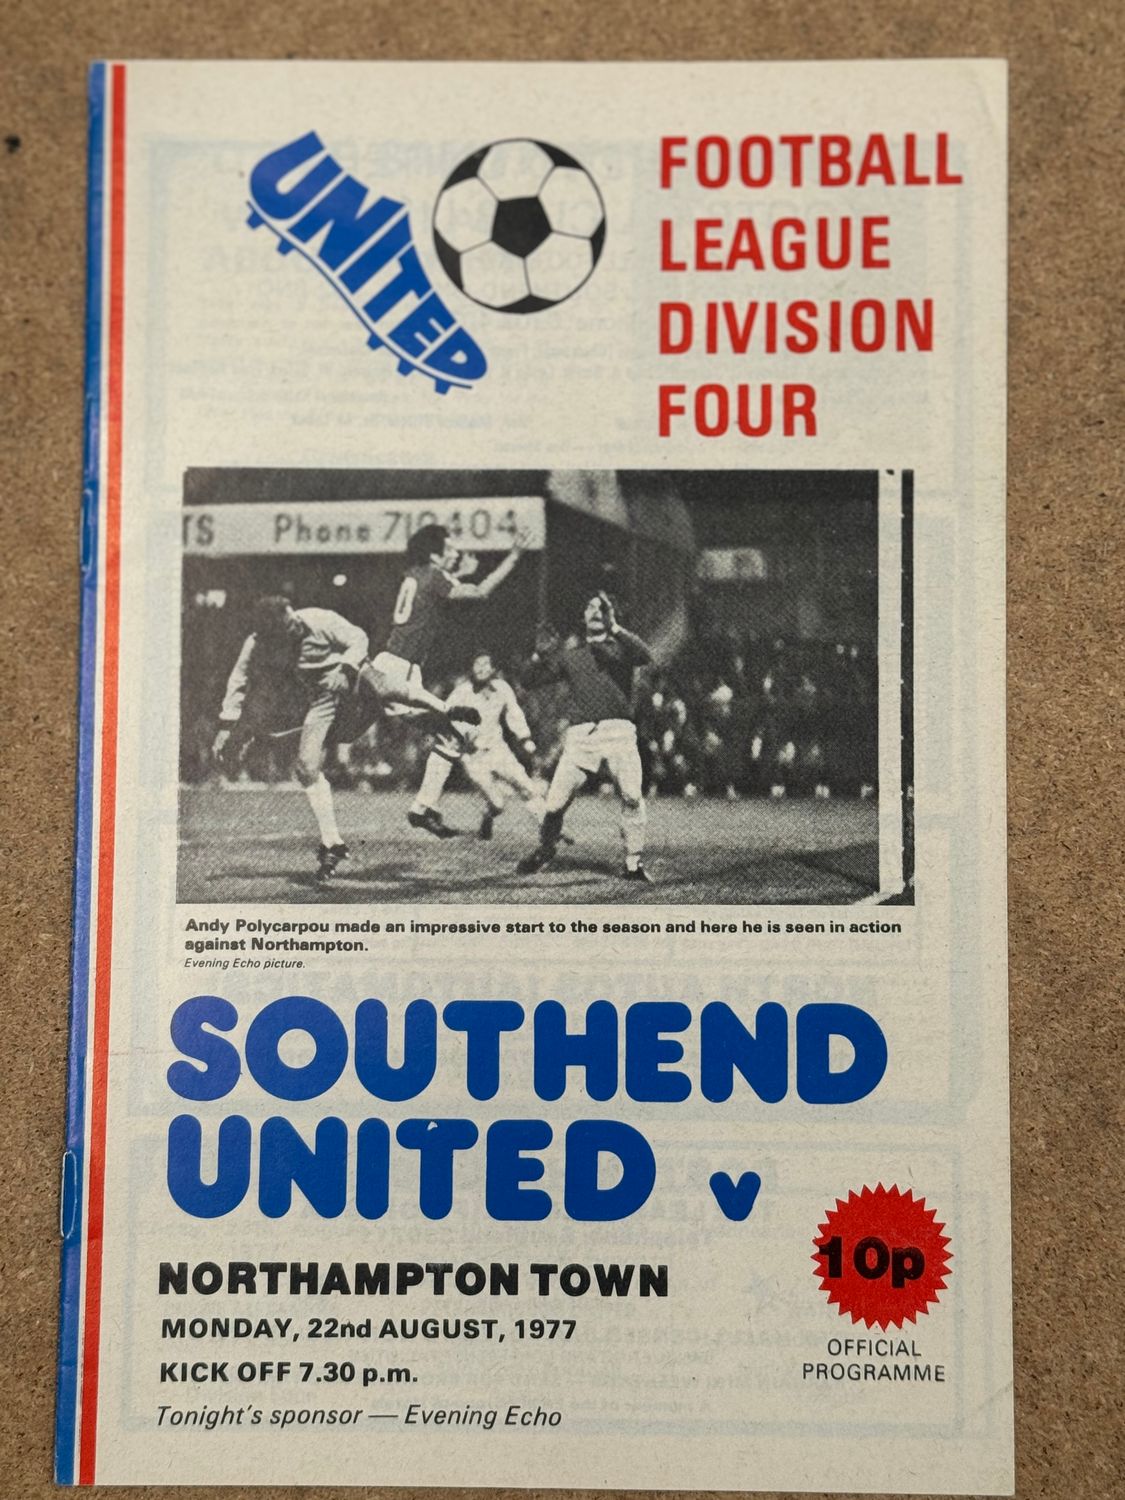 UNITED
FOOTBALL
LEAGUE
DIVISION
FOUR
TS Phone 710404
0
Andy Polycarpou made an impressive start to the season and here he is seen in action
against Northampton.
Evening Echo picture.
SOUTHEND
UNITED v
NORTHAMPTON TOWN
MONDAY, 22nd AUGUST, 1977
KICK OFF 7.30 p.m.
Tonight's sponsor — Evening Echo
10p
OFFICIAL
PROGRAMME